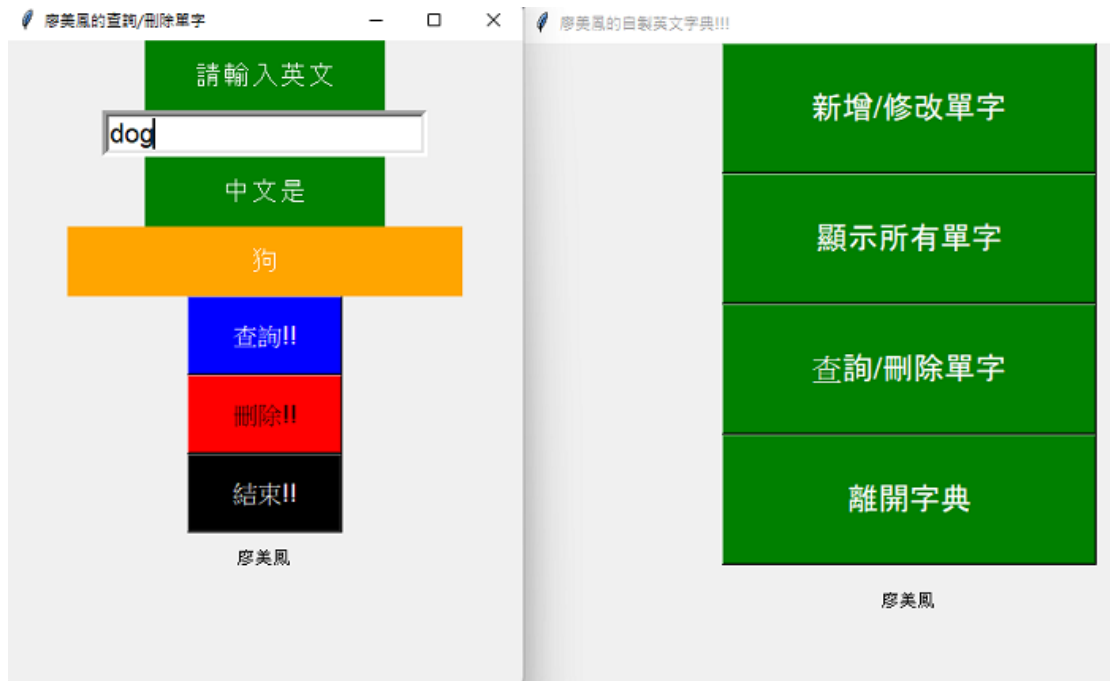 廖美鳳的查詢/刪除單字
請輸入英文
dog
中文是
狗
查詢!!
刪除!!
結束!!
廖美鳳
廖美鳳的自製英文字典!!!
新增/修改單字
顯示所有單字
查詢/刪除單字
離開字典
廖美鳳